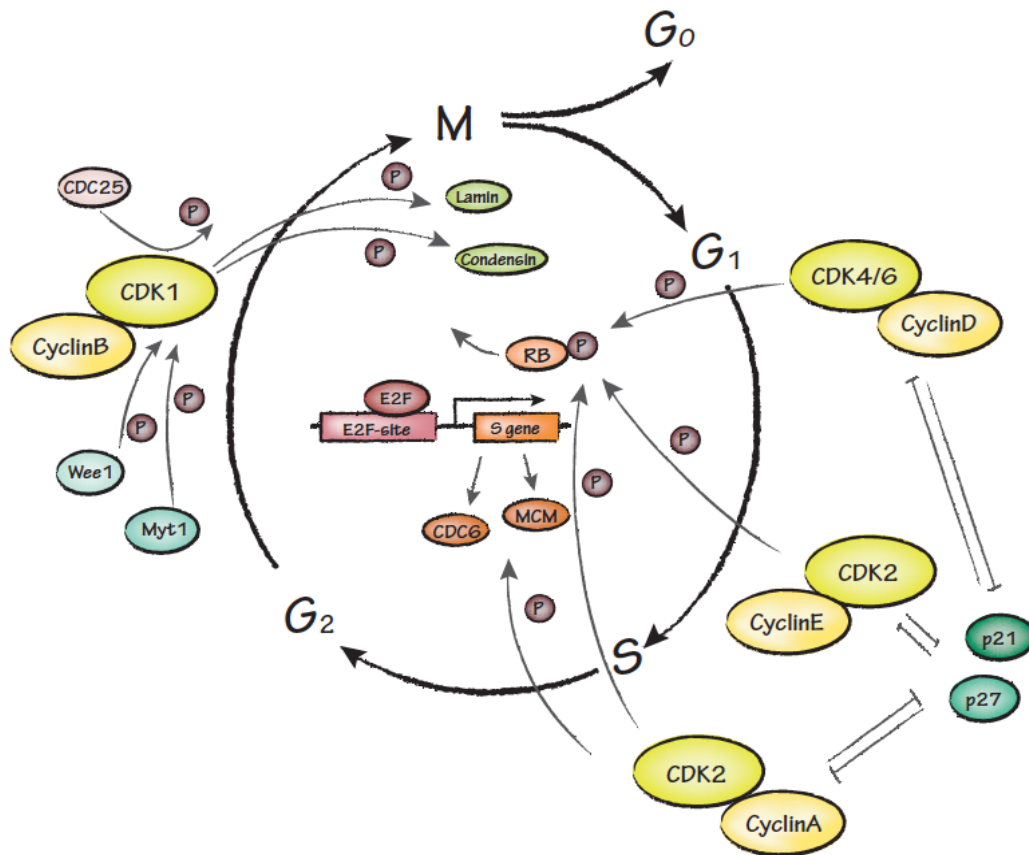 G₀
M
CDC25
P
P
Lamin
P
Condensin
G₁
CDK1
CyclinB
P
CDK4/6
CyclinD
RB
P
P
P
E2F
E2F-site
S gene
P
Wee1
Myt1
P
CDC6
MCM
CDK2
CyclinE
P
G₂
S
p21
p27
CDK2
CyclinA